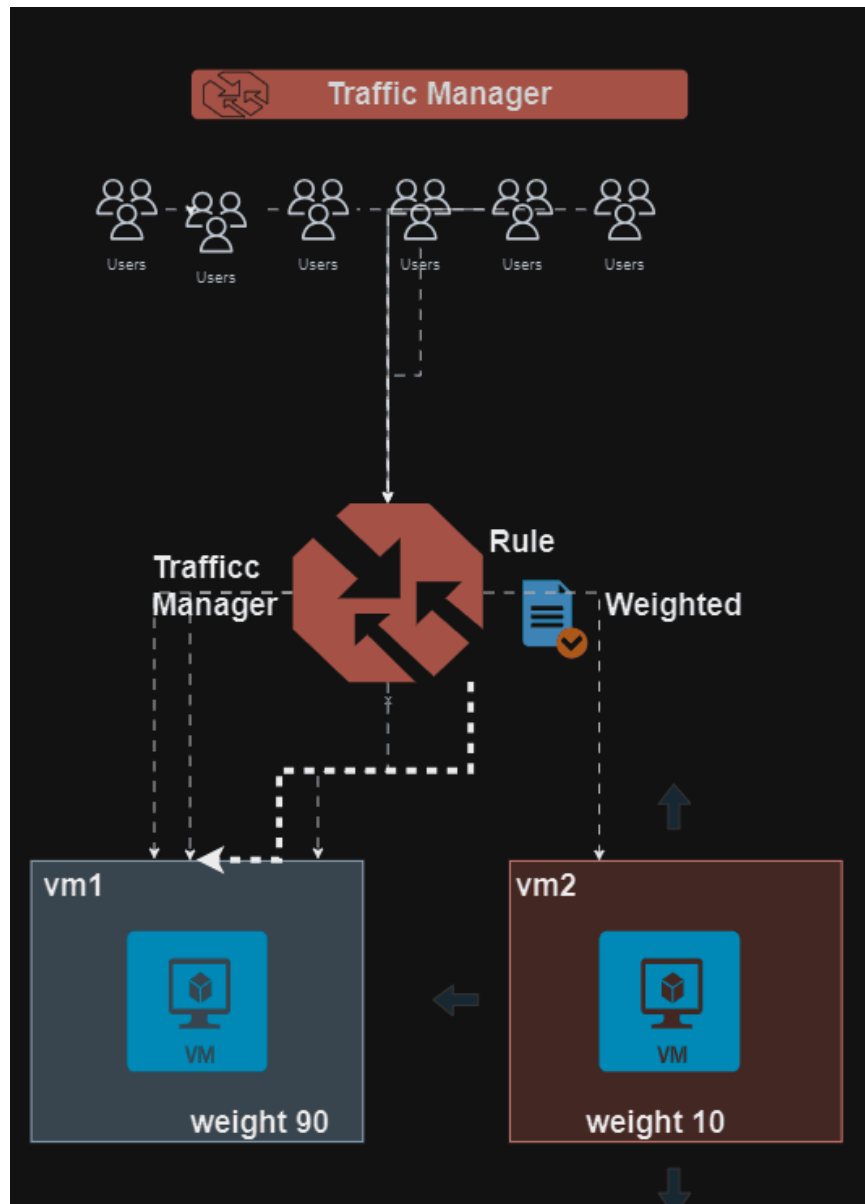 Traffic Manager
Users
Users
Users
Users
Users
Users
Rule
Trafficc
Manager
Weighted
vm1
vm2
VM
VM
weight 90
weight 10